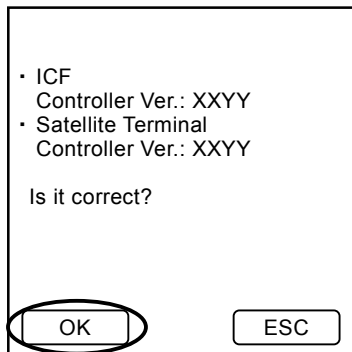 ・ICF
Controller Ver.: XXYY
・Satellite Terminal
Controller Ver.: XXYY
Is it correct?
OK ESC